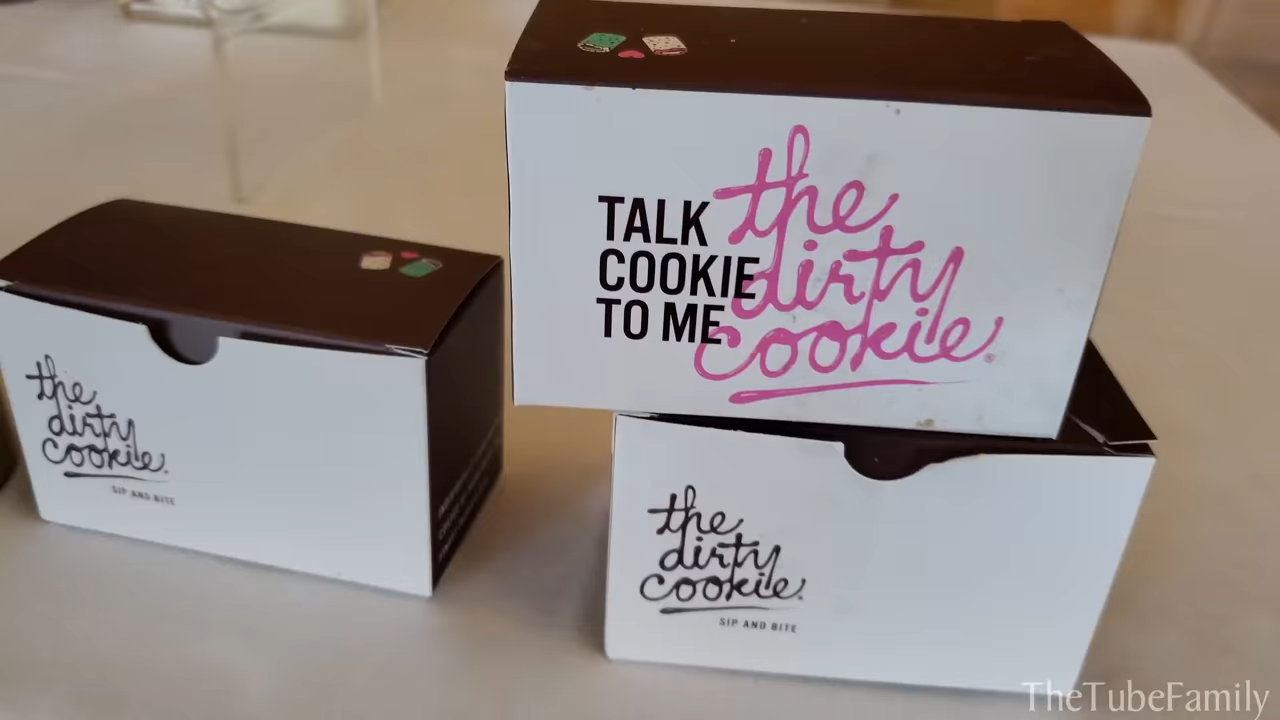 the
dirty
cookie.
SIP AND BITE
TALK
COOKIE
TO ME
the
dirty
cookie.®
the
dirty
cookie.
SIP AND BITE
TheTubeFamily